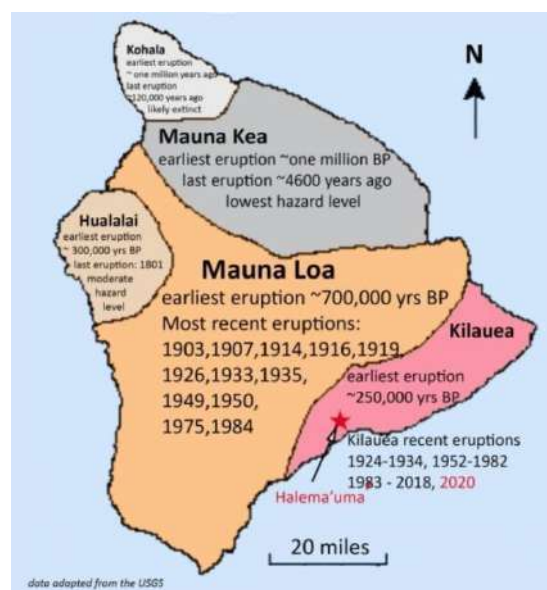 Kohala
earliest eruption
~ one million years ago
last eruption
~120,000 years ago
likely extinct
N
Mauna Kea
earliest eruption ~one million BP
last eruption ~4600 years ago
lowest hazard level
Hualalai
earliest eruption
~ 300,000 yrs BP
last eruption: 1801
moderate
hazard
level
Mauna Loa
earliest eruption ~700,000 yrs BP
Most recent eruptions:
1903,1907,1914,1916,1919,
1926,1933,1935,
1949,1950,
1975,1984
Kilauea
earliest eruption
~250,000 yrs BP
Kilauea recent eruptions
1924-1934, 1952-1982
1983 - 2018, 2020
Halema'uma
20 miles
data adapted from the USGS